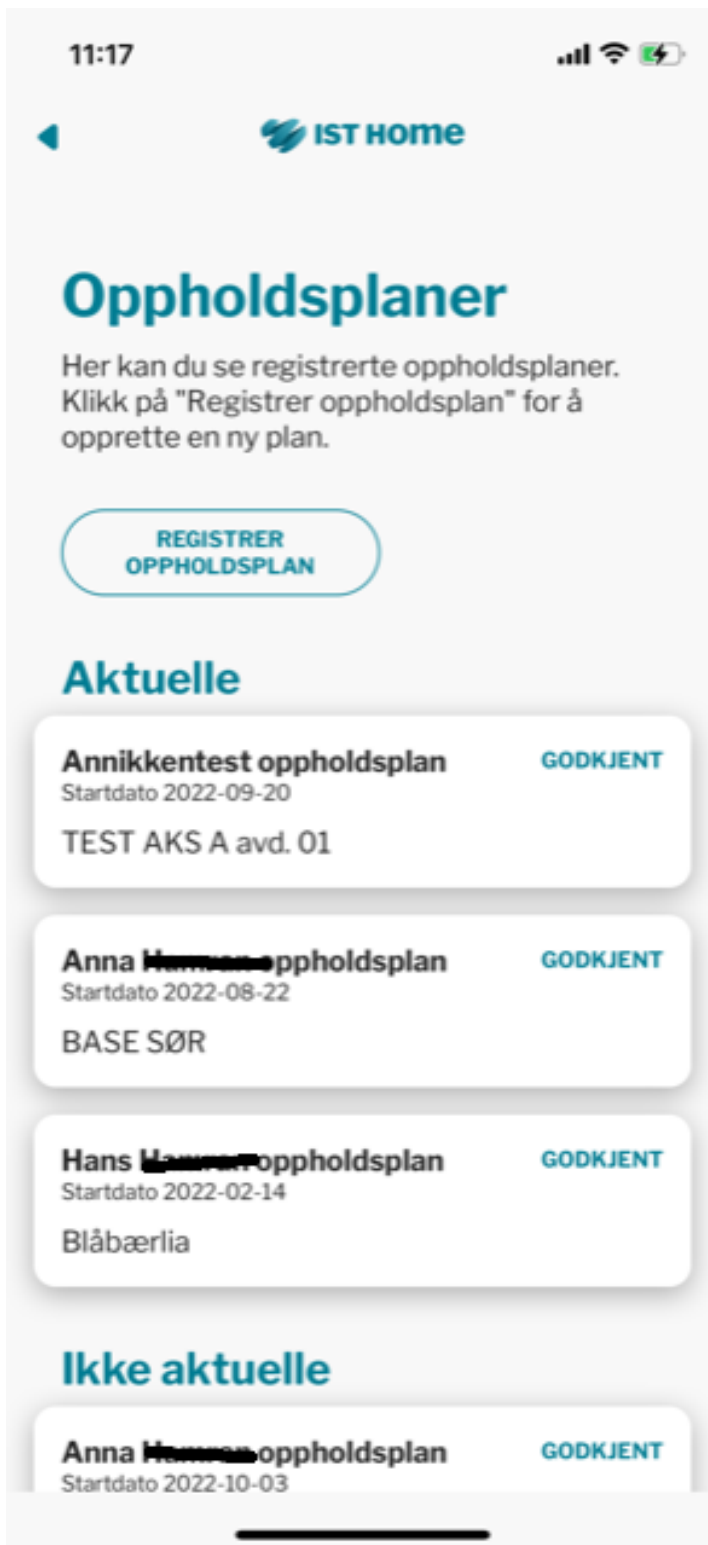 11:17
IST HOME
Oppholdsplaner
Her kan du se registrerte oppholdsplaner.
Klikk på "Registrer oppholdsplan" for å
opprette en ny plan.
REGISTRER
OPPHOLDSPLAN
Aktuelle
Annikkentest oppholdsplan GODKJENT
Startdato 2022-09-20
TEST AKS A avd. 01
Anna oppholdsplan GODKJENT
Startdato 2022-08-22
BASE SØR
Hans oppholdsplan GODKJENT
Startdato 2022-02-14
Blåbærlia
Ikke aktuelle
Anna oppholdsplan GODKJENT
Startdato 2022-10-03